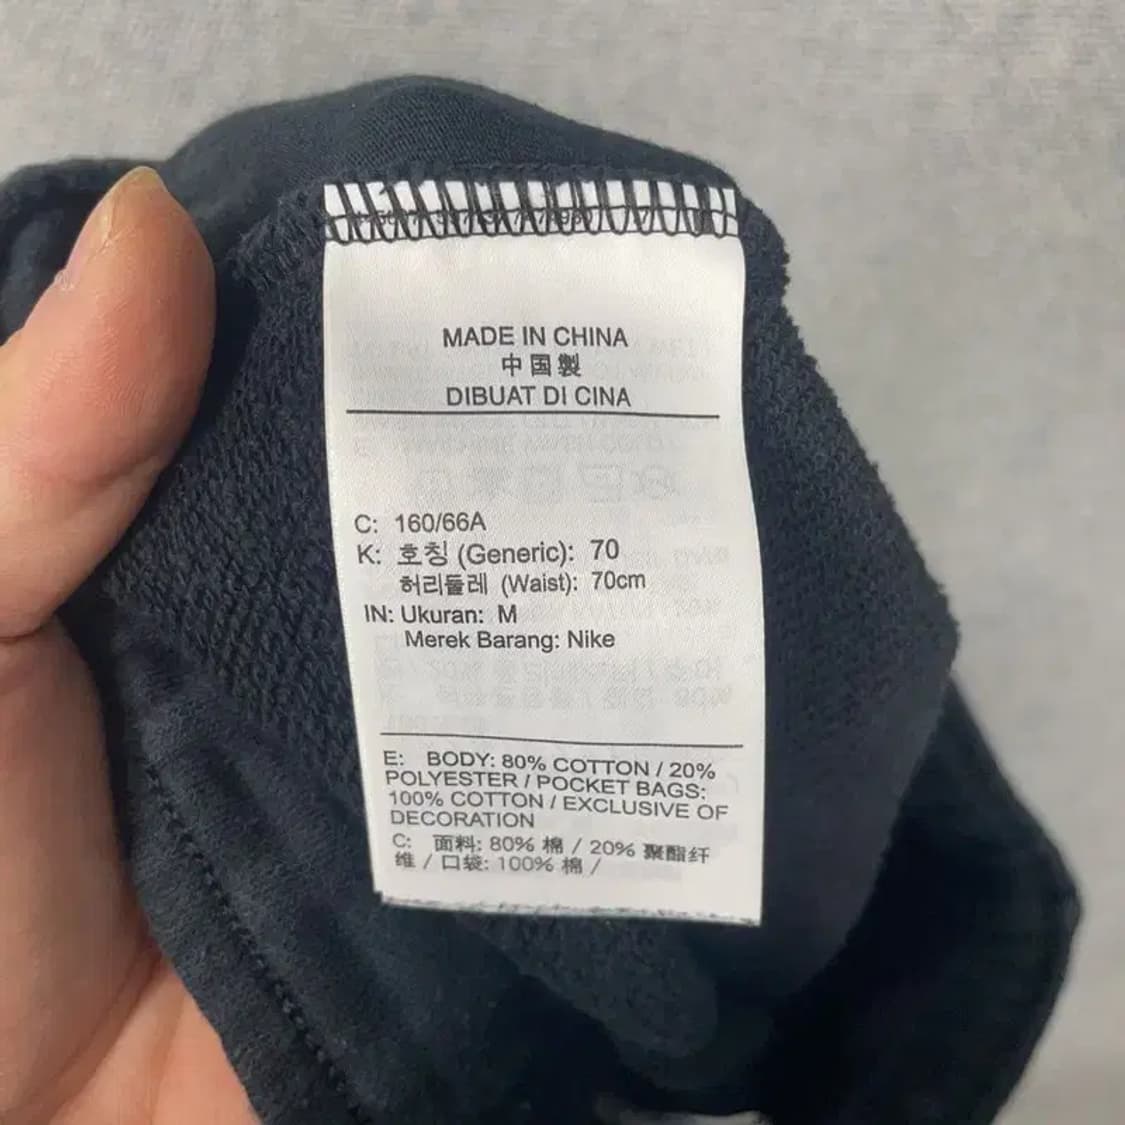 MADE IN CHINA
中国製
DIBUAT DI CINA
C: 160/66A
K: 호칭 (Generic): 70
허리둘레 (Waist): 70cm
IN: Ukuran: M
Merek Barang: Nike
E: BODY: 80% COTTON / 20%
POLYESTER / POCKET BAGS:
100% COTTON / EXCLUSIVE OF
DECORATION
C: 面料: 80% 棉 / 20% 聚酯纤
维 / 口袋: 100% 棉 /